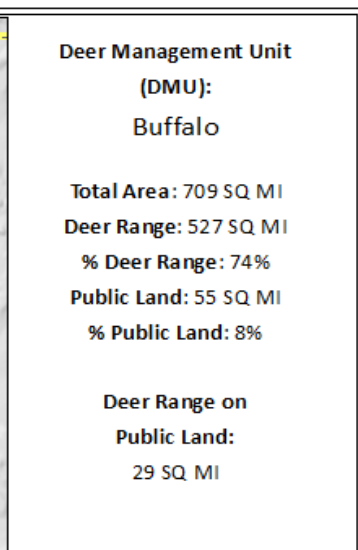 Deer Management Unit
(DMU):
Buffalo
Total Area: 709 SQ MI
Deer Range: 527 SQ MI
% Deer Range: 74%
Public Land: 55 SQ MI
% Public Land: 8%
Deer Range on
Public Land:
29 SQ MI